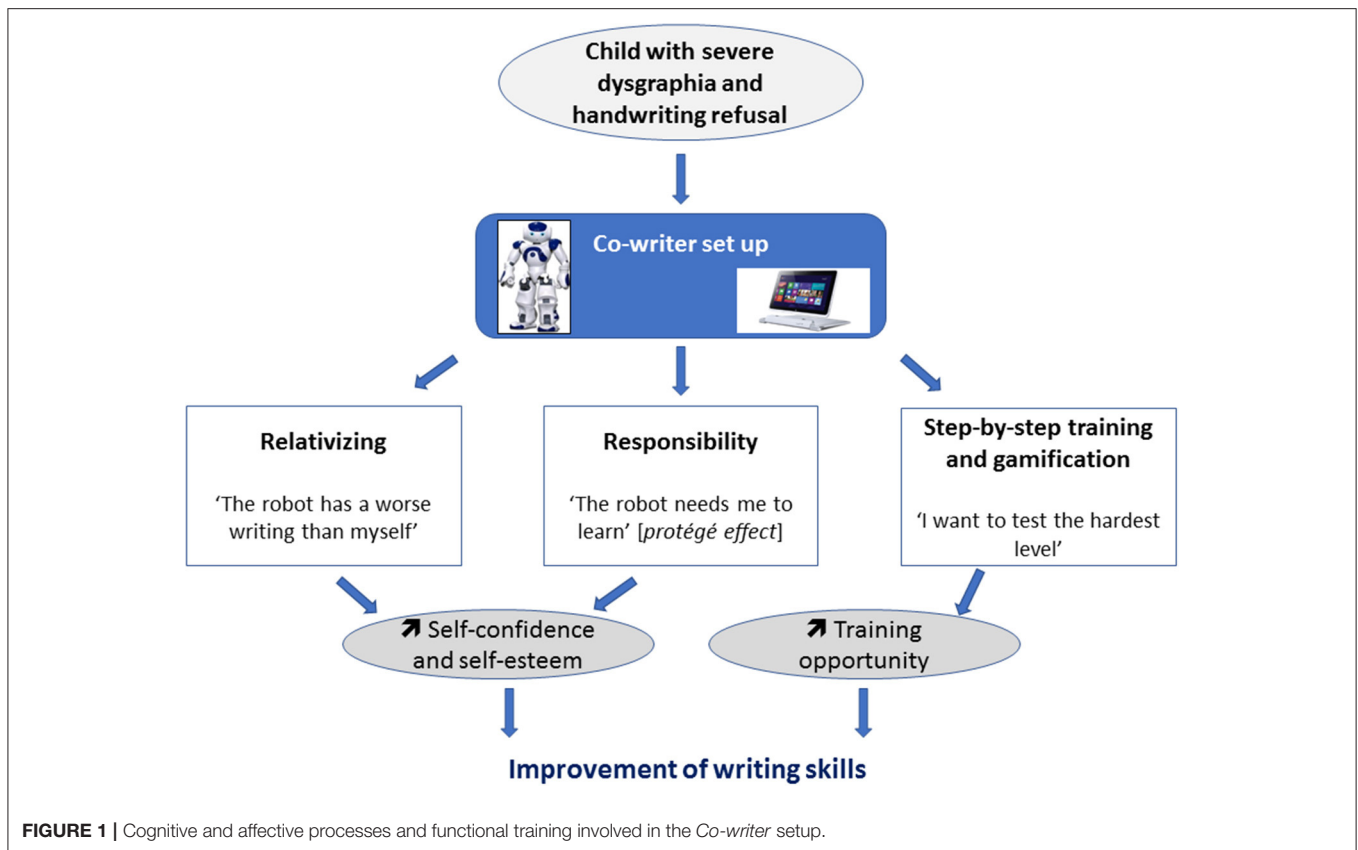 Child with severe
dysgraphia and
handwriting refusal
Co-writer set up
Relativizing
'The robot has a worse
writing than myself'
Responsibility
'The robot needs me to
learn' [protégé effect]
Step-by-step training
and gamification
'I want to test the hardest
level'
↗ Self-confidence
and self-esteem
↗ Training
opportunity
Improvement of writing skills
FIGURE 1 | Cognitive and affective processes and functional training involved in the Co-writer setup.